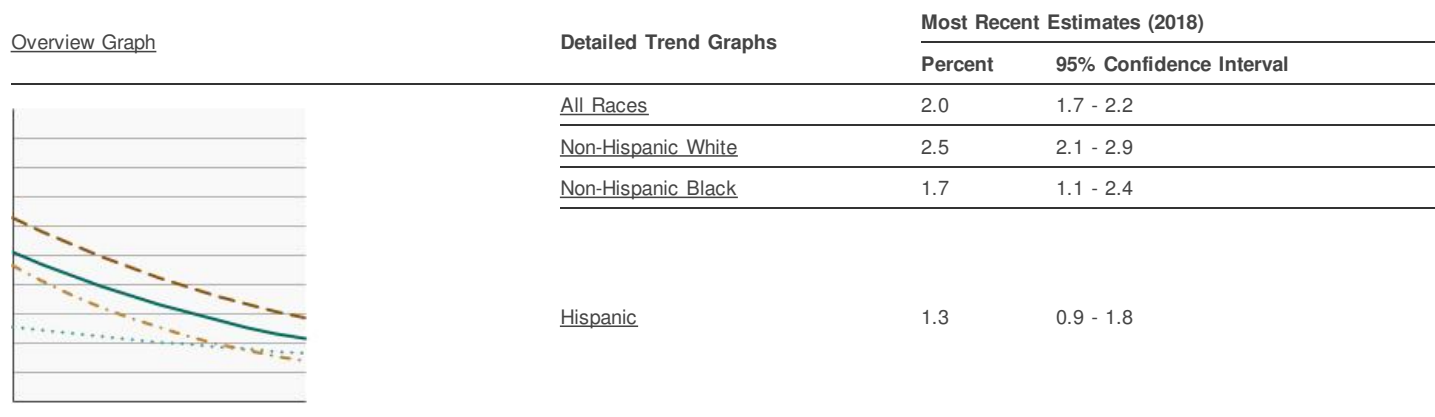 Overview Graph
Detailed Trend Graphs
Most Recent Estimates (2018)
Percent 95% Confidence Interval
All Races 2.0 1.7 - 2.2
Non-Hispanic White 2.5 2.1 - 2.9
Non-Hispanic Black 1.7 1.1 - 2.4
Hispanic 1.3 0.9 - 1.8